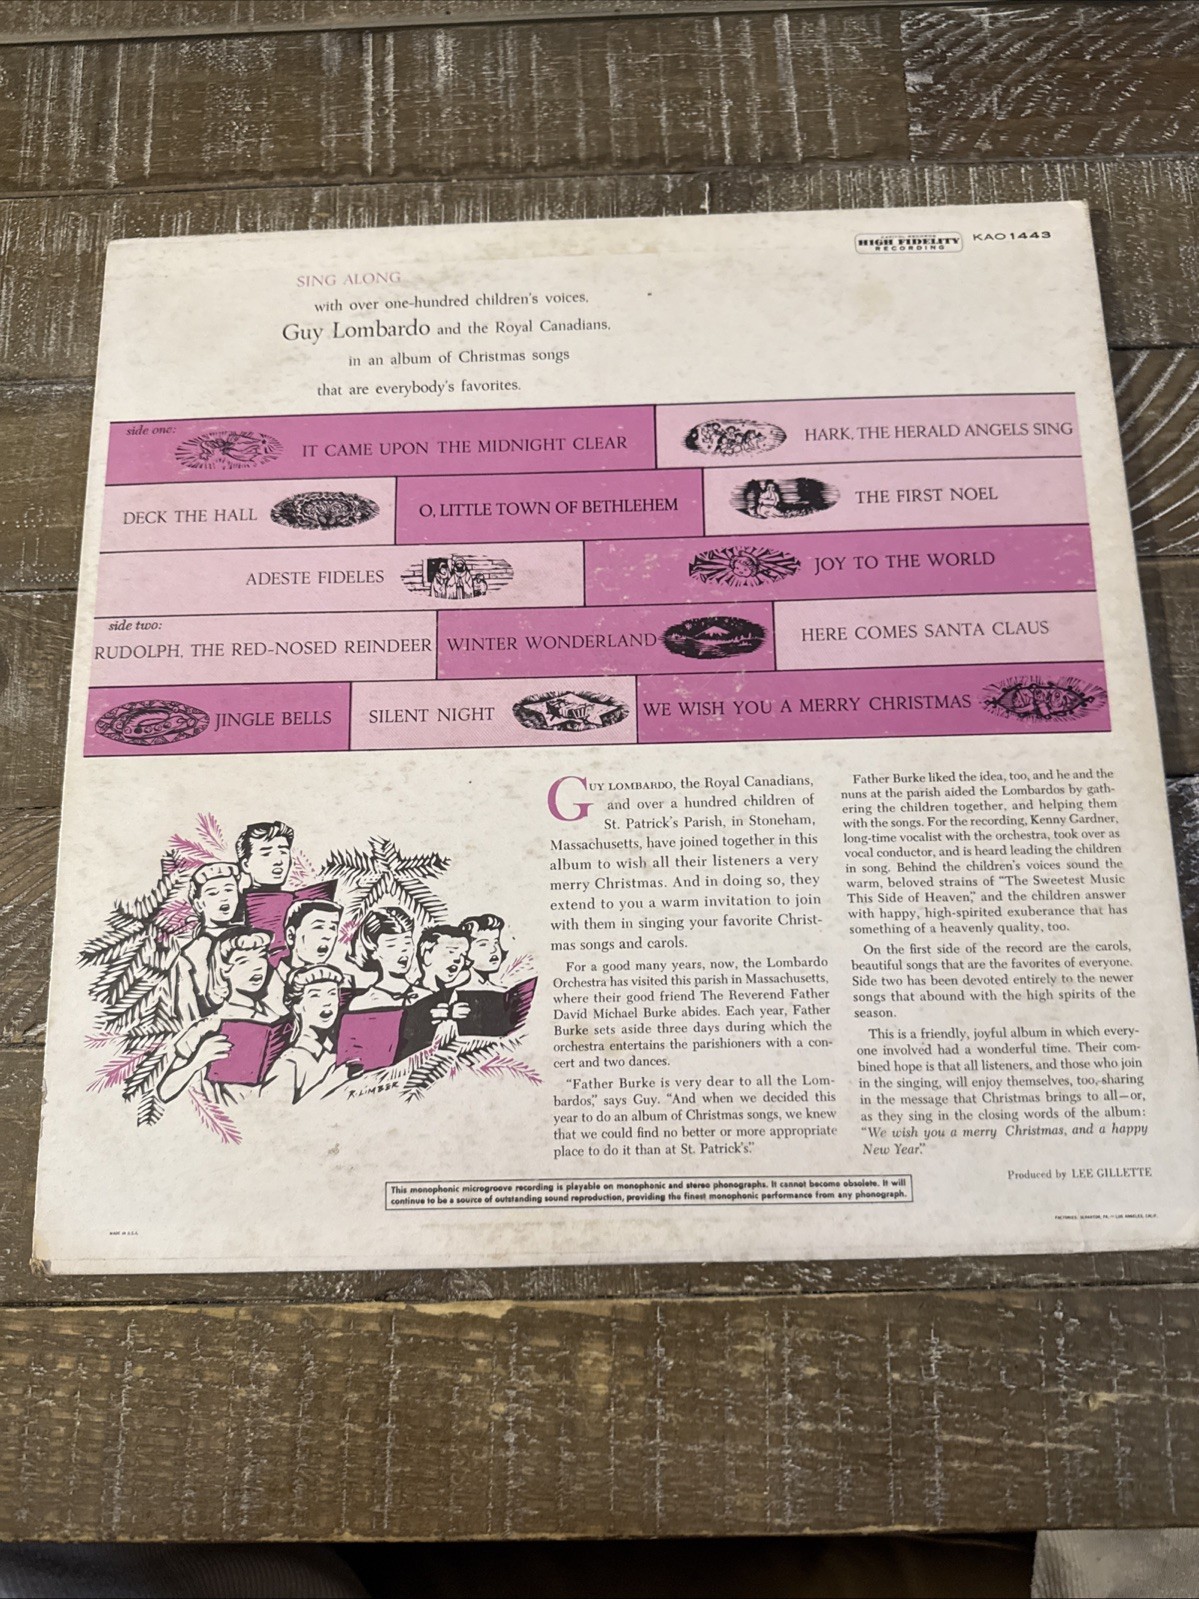 CAPITOL RECORDS
HIGH FIDELITY
RECORDING
KAO1443
SING ALONG
with over one-hundred children's voices,
Guy Lombardo and the Royal Canadians,
in an album of Christmas songs
that are everybody's favorites.
side one:
IT CAME UPON THE MIDNIGHT CLEAR
HARK, THE HERALD ANGELS SING
DECK THE HALL
O, LITTLE TOWN OF BETHLEHEM
THE FIRST NOEL
ADESTE FIDELES
JOY TO THE WORLD
side two:
RUDOLPH, THE RED-NOSED REINDEER
WINTER WONDERLAND
HERE COMES SANTA CLAUS
JINGLE BELLS
SILENT NIGHT
WE WISH YOU A MERRY CHRISTMAS
GUY LOMBARDO, the Royal Canadians,
and over a hundred children of
St. Patrick's Parish, in Stoneham,
Massachusetts, have joined together in this
album to wish all their listeners a very
merry Christmas. And in doing so, they
extend to you a warm invitation to join
with them in singing your favorite Christ-
mas songs and carols.
For a good many years, now, the Lombardo
Orchestra has visited this parish in Massachusetts,
where their good friend The Reverend Father
David Michael Burke abides. Each year, Father
Burke sets aside three days during which the
orchestra entertains the parishioners with a con-
cert and two dances.
"Father Burke is very dear to all the Lom-
bardos," says Guy. "And when we decided this
year to do an album of Christmas songs, we knew
that we could find no better or more appropriate
place to do it than at St. Patrick's."
Father Burke liked the idea, too, and he and the
nuns at the parish aided the Lombardos by gath-
ering the children together, and helping them
with the songs. For the recording, Kenny Gardner,
long-time vocalist with the orchestra, took over as
vocal conductor, and is heard leading the children
in song. Behind the children's voices sound the
warm, beloved strains of "The Sweetest Music
This Side of Heaven," and the children answer
with happy, high-spirited exuberance that has
something of a heavenly quality, too.
On the first side of the record are the carols,
beautiful songs that are the favorites of everyone.
Side two has been devoted entirely to the newer
songs that abound with the high spirits of the
season.
This is a friendly, joyful album in which every-
one involved had a wonderful time. Their com-
bined hope is that all listeners, and those who join
in the singing, will enjoy themselves, too, sharing
in the message that Christmas brings to all—or,
as they sing in the closing words of the album:
"We wish you a merry Christmas, and a happy
New Year."
Produced by LEE GILLETTE
R. LIMBER
This monophonic microgroove recording is playable on monophonic and stereo phonographs. It cannot become obsolete. It will
continue to be a source of outstanding sound reproduction, providing the finest monophonic performance from any phonograph.
MADE IN U.S.A.
FACTORIES: SCRANTON, PA. — LOS ANGELES, CALIF.